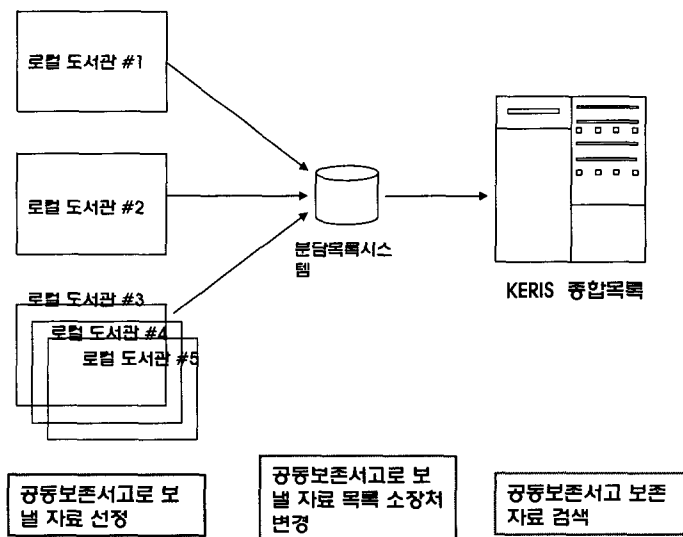 로컬 도서관 #1
로컬 도서관 #2
로컬 도서관 #3
로컬 도서관 #4
로컬 도서관 #5
분담목록시스
템
KERIS 종합목록
공동보존서고로 보
낼 자료 선정
공동보존서고로 보
낼 자료 목록 소장처
변경
공동보존서고 보존
자료 검색